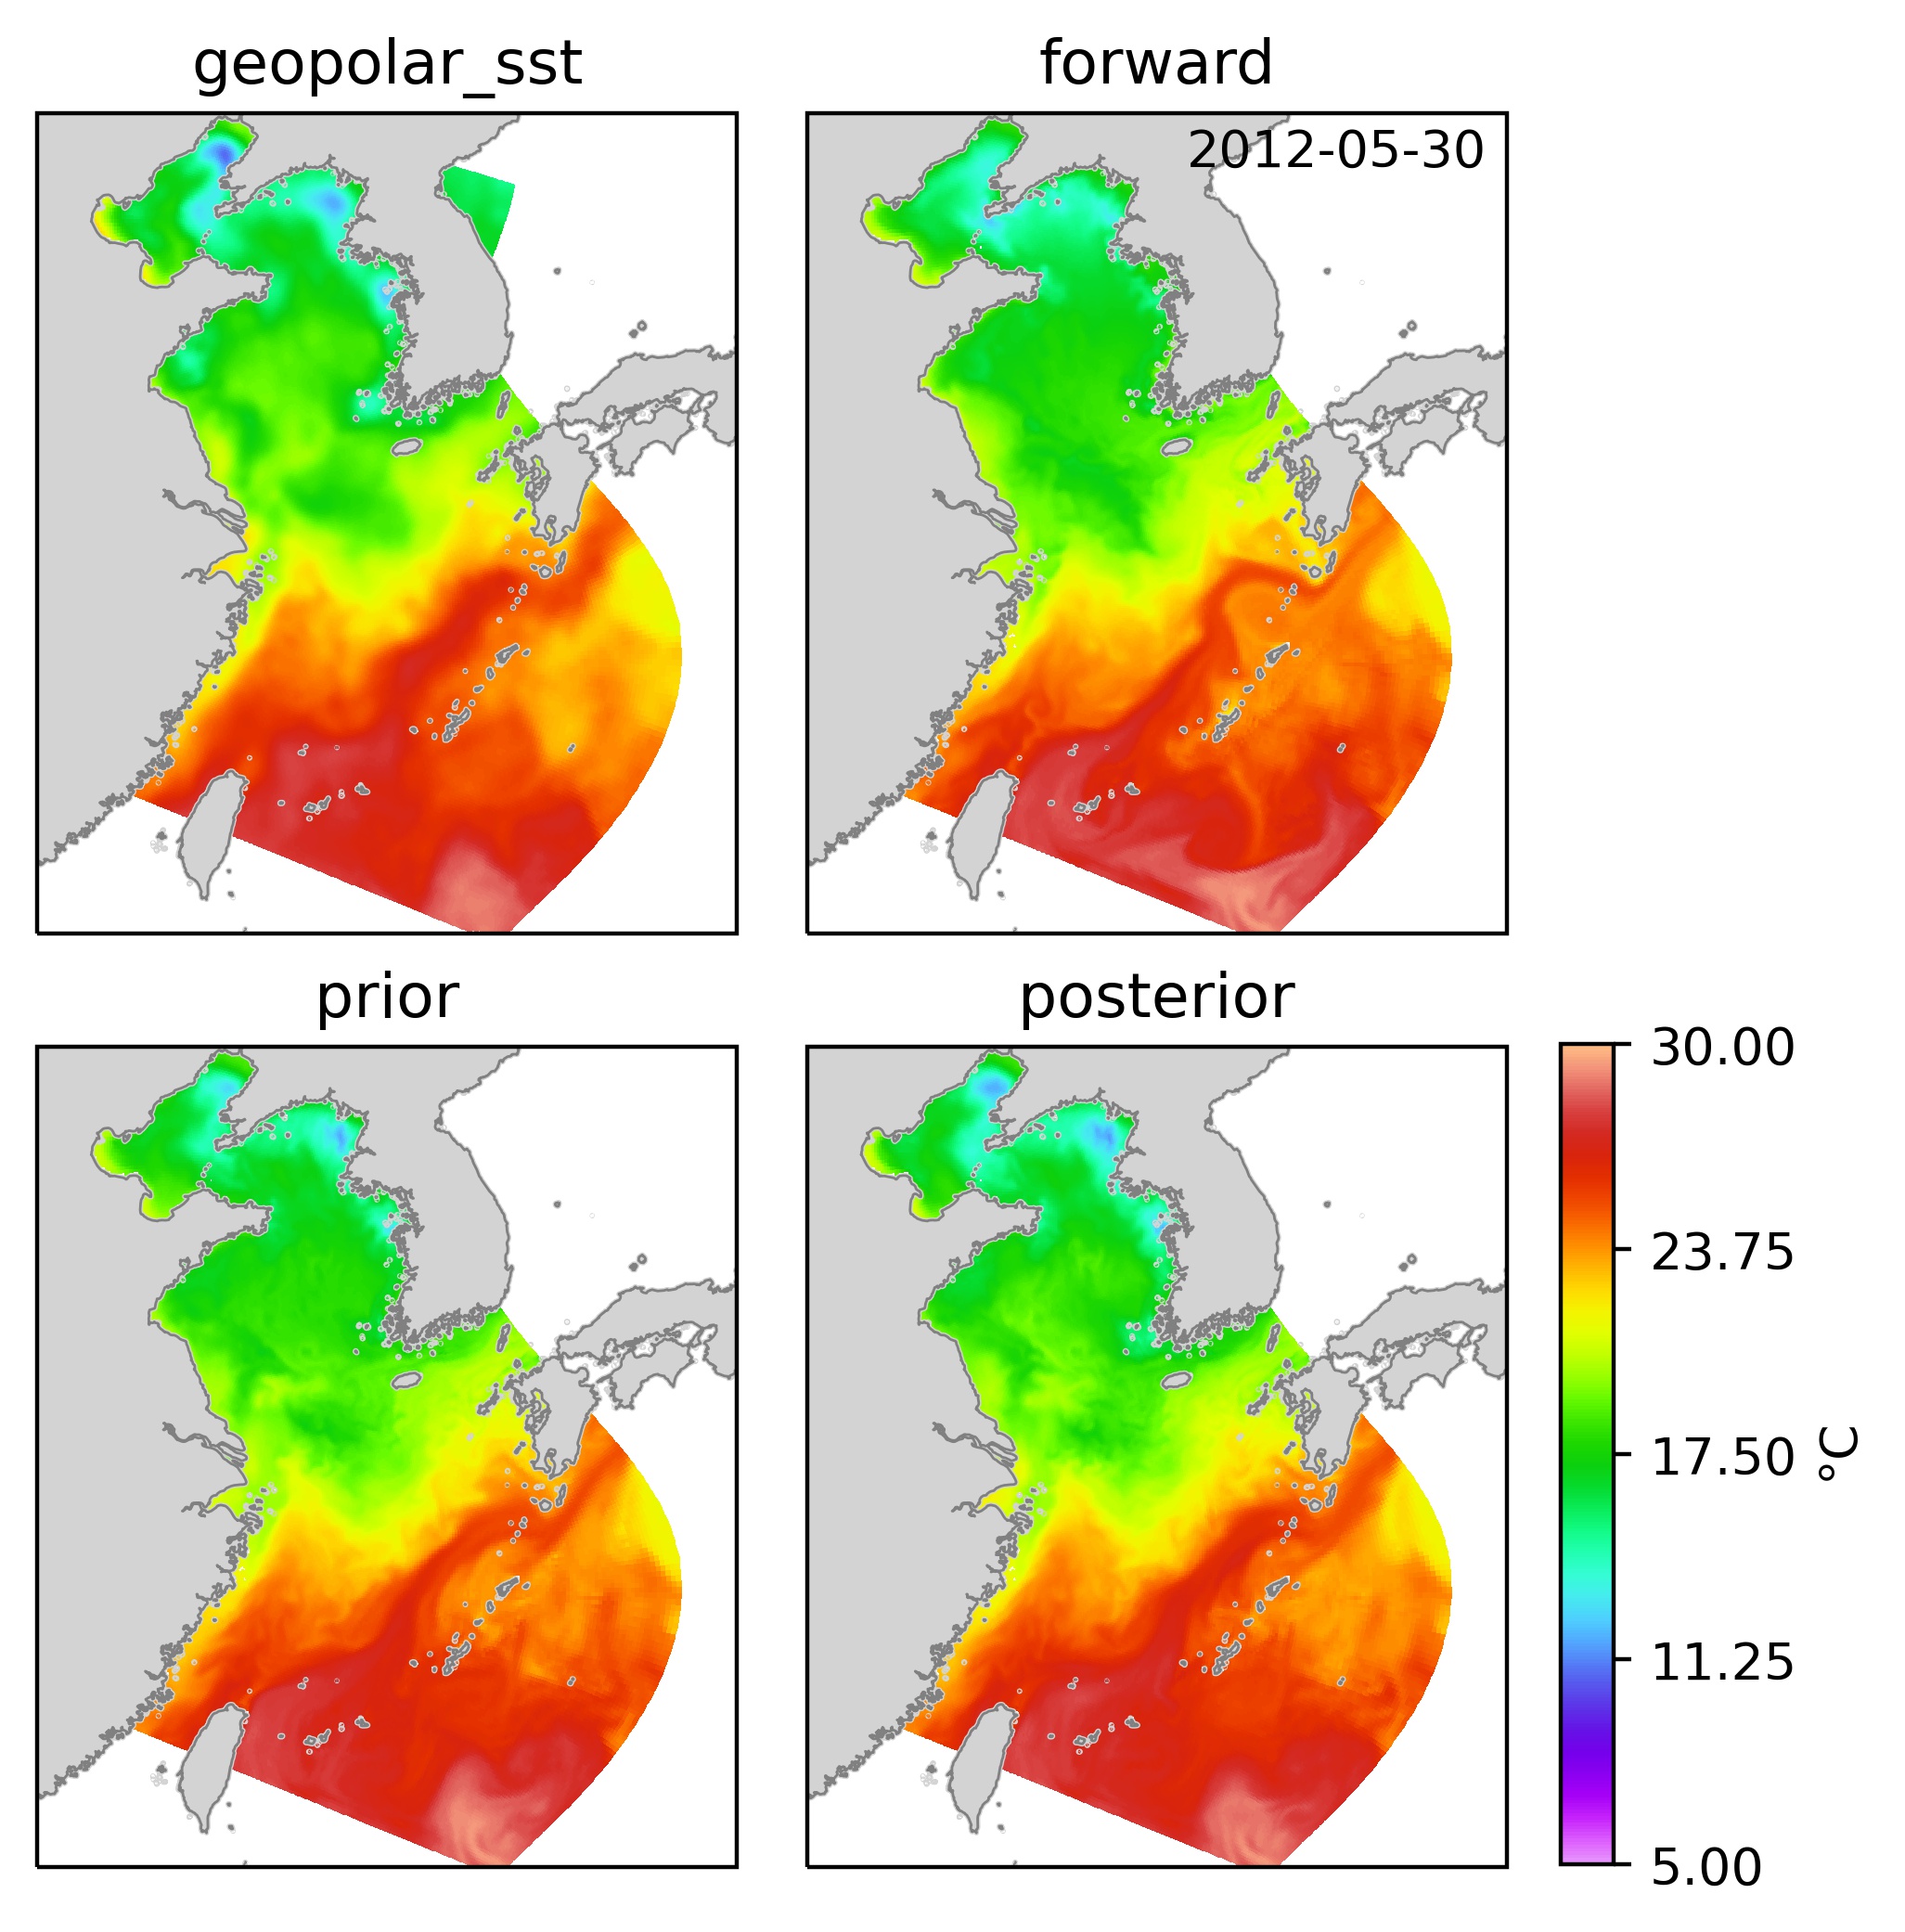 geopolar_sst
forward
2012-05-30
prior
posterior
30.00
23.75
17.50
11.25
5.00
°C